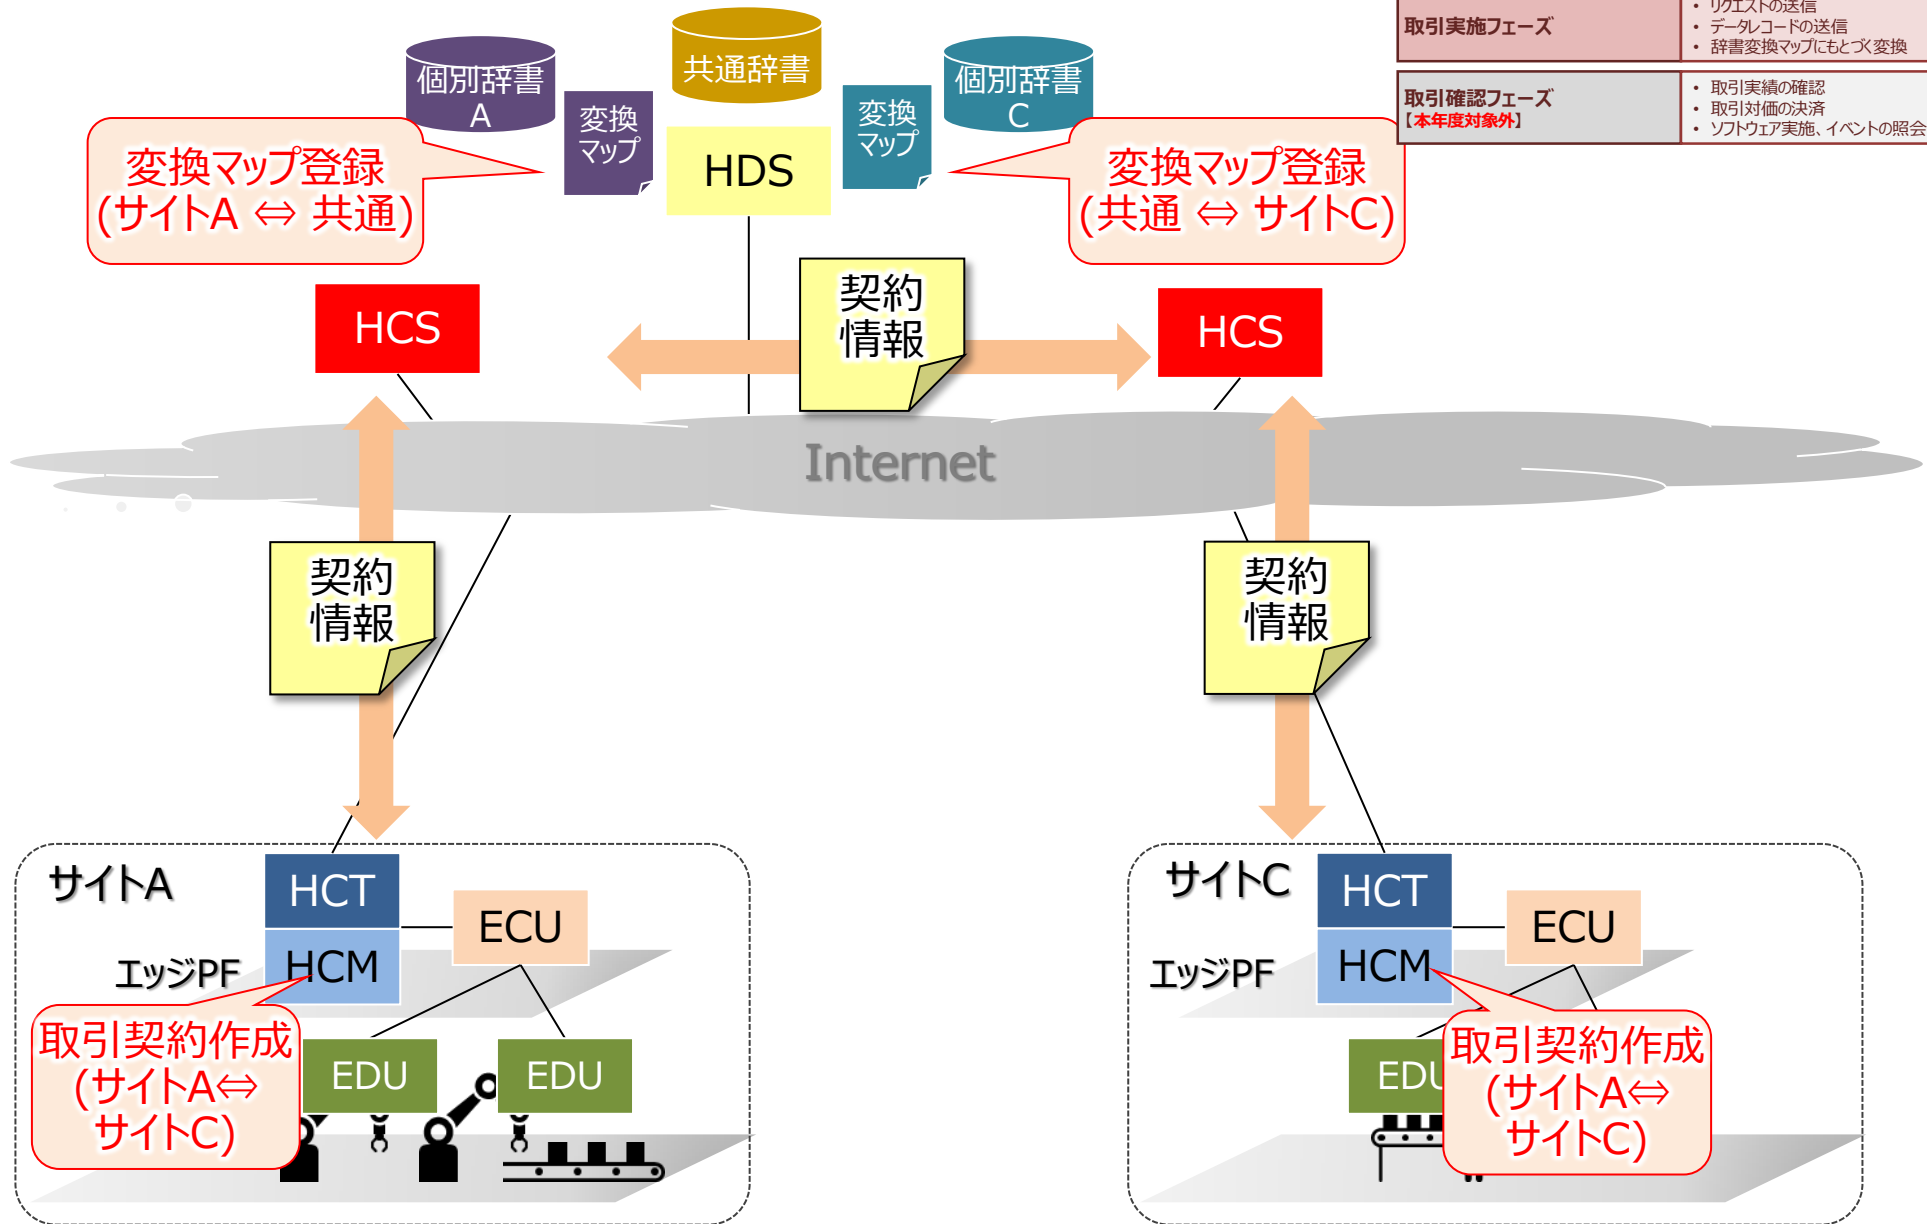 個別辞書
A
共通辞書
個別辞書
C
変換
マップ
変換
マップ
HDS
変換マップ登録
(サイトA ⇔ 共通)
変換マップ登録
(共通 ⇔ サイトC)
取引実施フェーズ
• リクエストの送信
• データレコードの送信
• 辞書変換マップにもとづく変換
取引確認フェーズ
【本年度対象外】
• 取引実績の確認
• 取引対価の決済
• ソフトウェア実施、イベントの照会
HCS
契約
情報
HCS
Internet
契約
情報
契約
情報
サイトA
HCT
ECU
エッジPF
HCM
取引契約作成
(サイトA⇔
サイトC)
EDU
EDU
サイトC
HCT
ECU
エッジPF
HCM
EDU
取引契約作成
(サイトA⇔
サイトC)